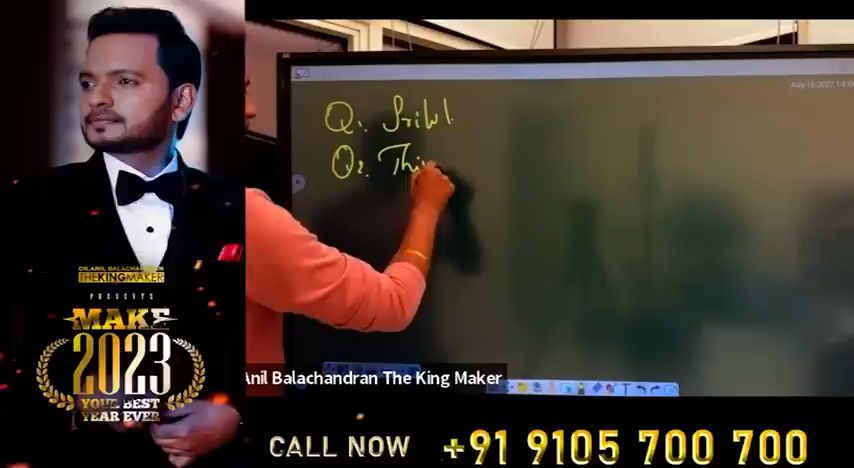 DR.ANIL BALACHANDRAN
THE KING MAKER
PRESENTS
MAKE
2023
YOUR BEST
YEAR EVER
Q1.
Q2. Thi
Anil Balachandran The King Maker
CALL NOW +91 9105 700 700